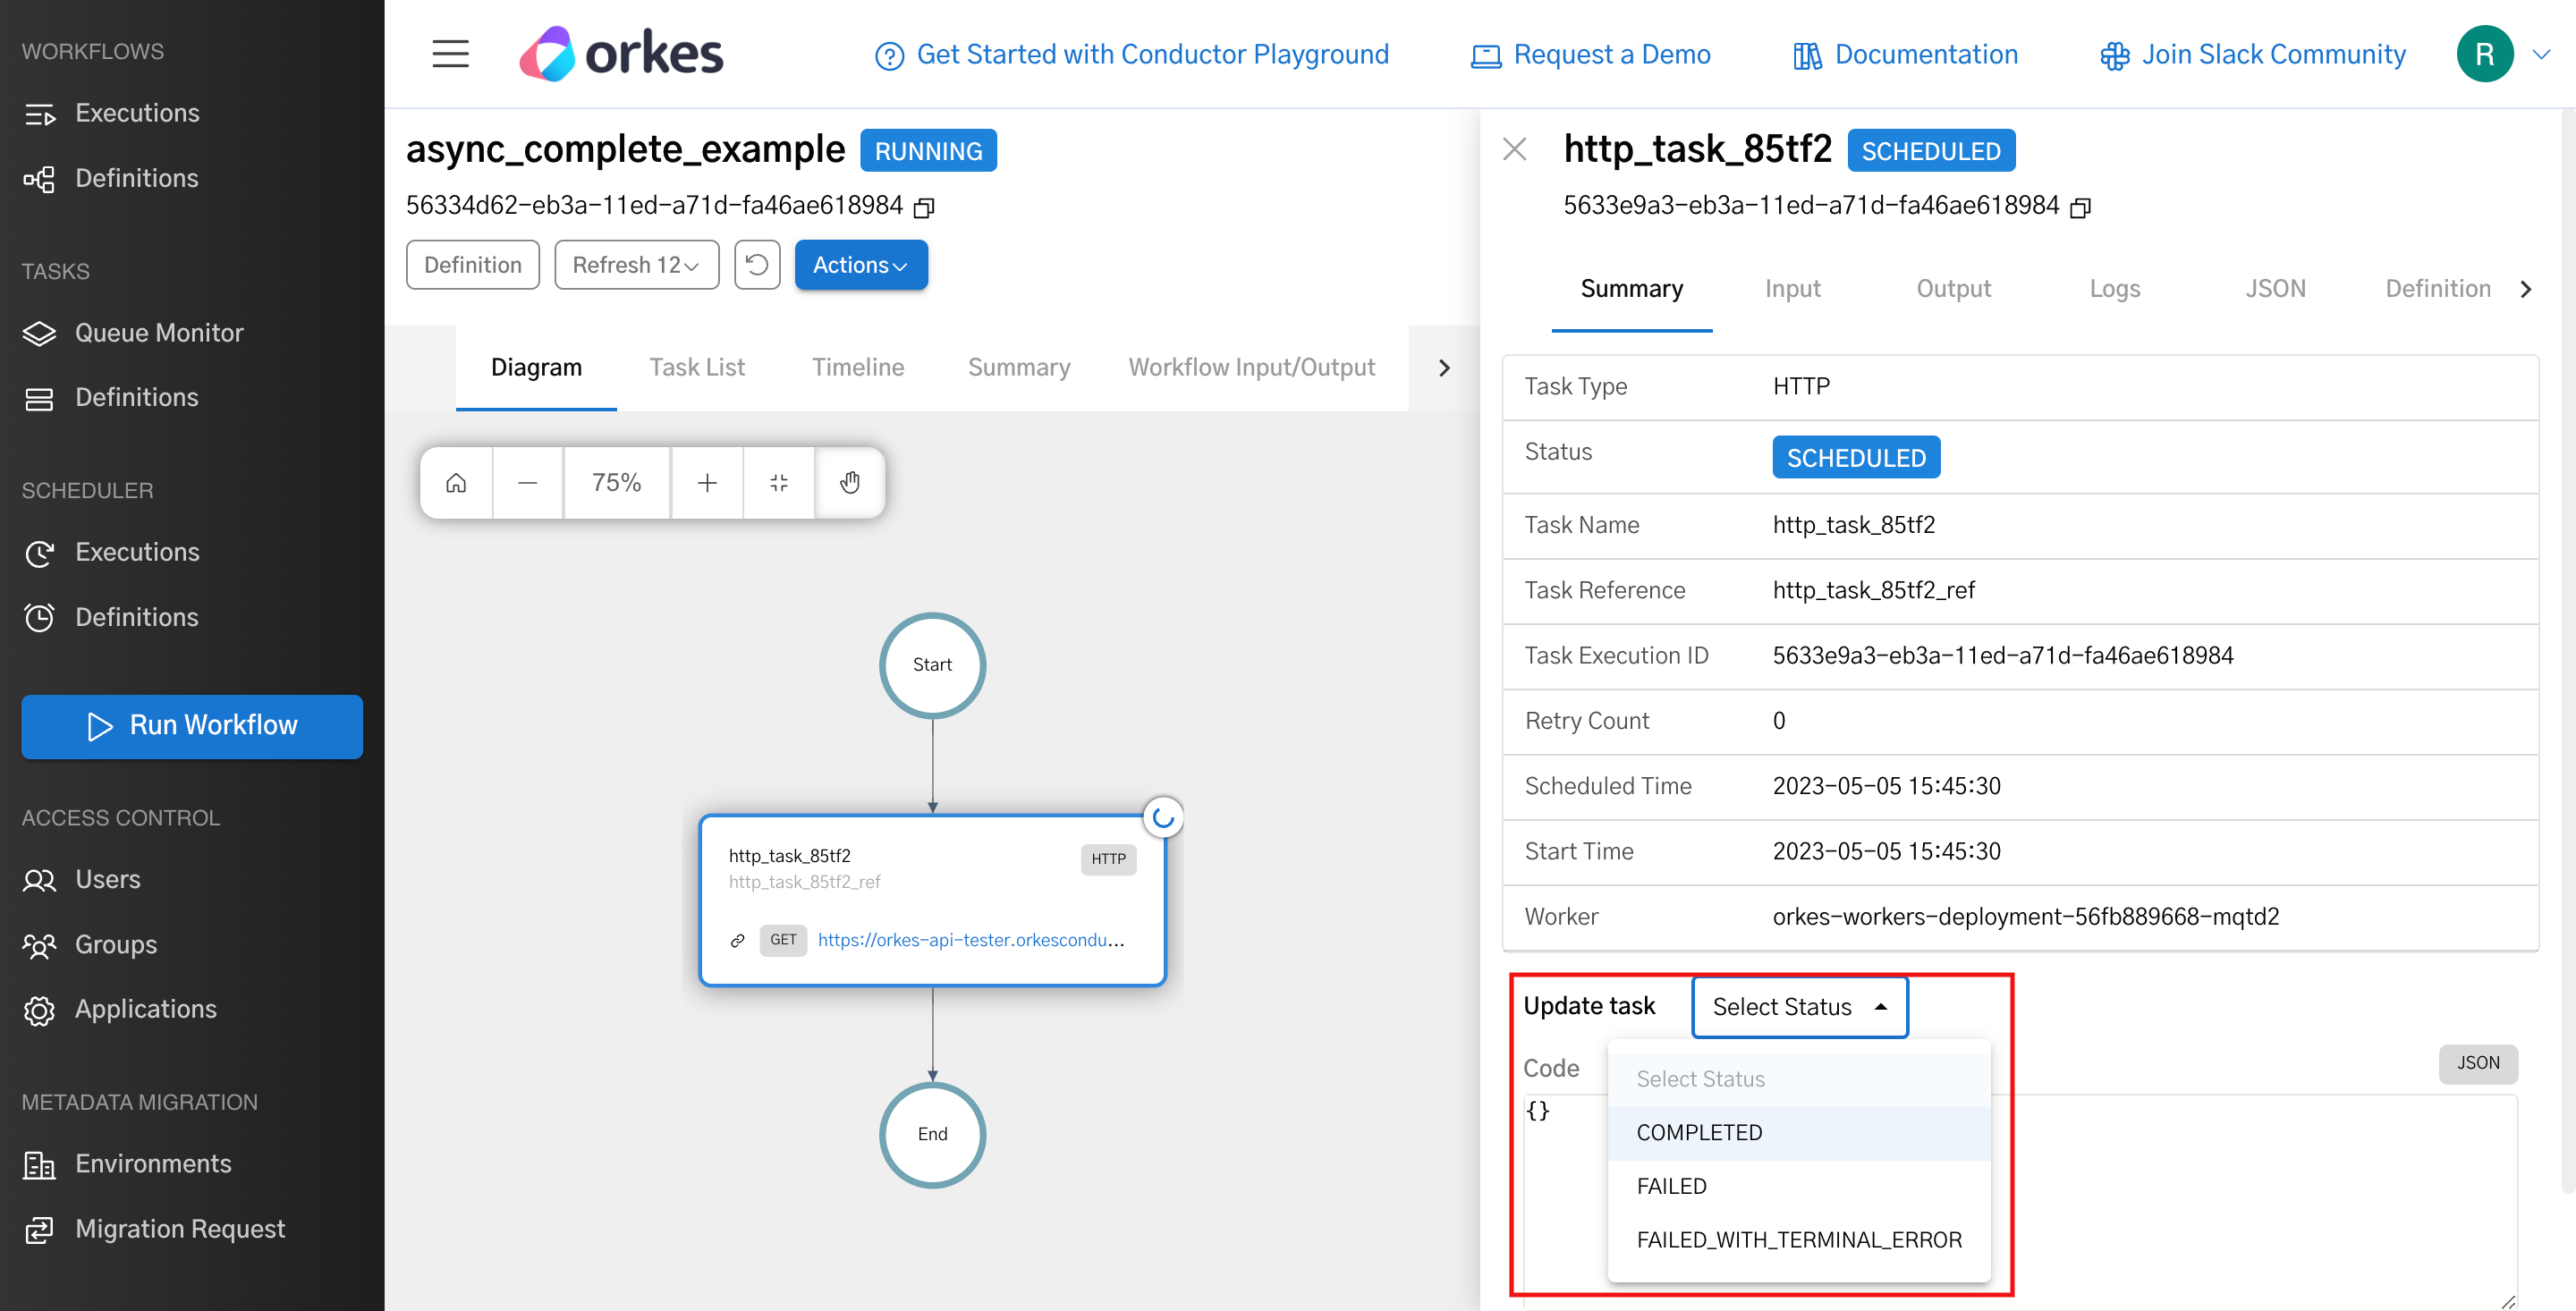 WORKFLOWS
Executions
Definitions
TASKS
Queue Monitor
Definitions
SCHEDULER
Executions
Definitions
Run Workflow
ACCESS CONTROL
Users
Groups
Applications
METADATA MIGRATION
Environments
Migration Request
orkes
Get Started with Conductor Playground
Request a Demo
Documentation
Join Slack Community
R
async_complete_example RUNNING
56334d62-eb3a-11ed-a71d-fa46ae618984
Definition Refresh 12 Actions
Diagram Task List Timeline Summary Workflow Input/Output
75%
Start
http_task_85tf2 HTTP
http_task_85tf2_ref
GET https://orkes-api-tester.orkescondu...
End
http_task_85tf2 SCHEDULED
5633e9a3-eb3a-11ed-a71d-fa46ae618984
Summary Input Output Logs JSON Definition
Task Type HTTP
Status SCHEDULED
Task Name http_task_85tf2
Task Reference http_task_85tf2_ref
Task Execution ID 5633e9a3-eb3a-11ed-a71d-fa46ae618984
Retry Count 0
Scheduled Time 2023-05-05 15:45:30
Start Time 2023-05-05 15:45:30
Worker orkes-workers-deployment-56fb889668-mqtd2
Update task Select Status
Code JSON
{}
Select Status
COMPLETED
FAILED
FAILED_WITH_TERMINAL_ERROR